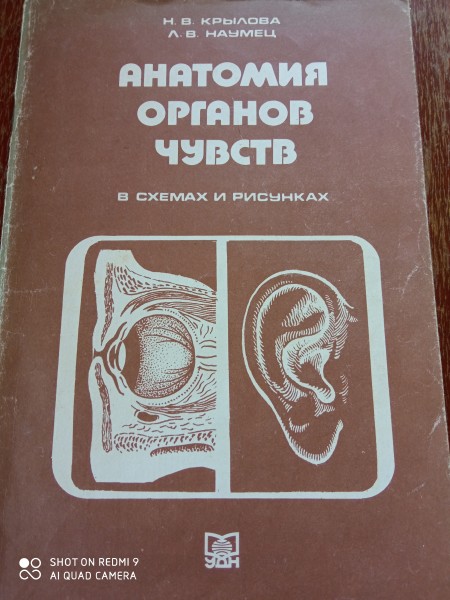 Н. В. КРЫЛОВА
Л. В. НАУМЕЦ
АНАТОМИЯ
ОРГАНОВ
ЧУВСТВ
В СХЕМАХ И РИСУНКАХ
УДН
SHOT ON REDMI 9
AI QUAD CAMERA